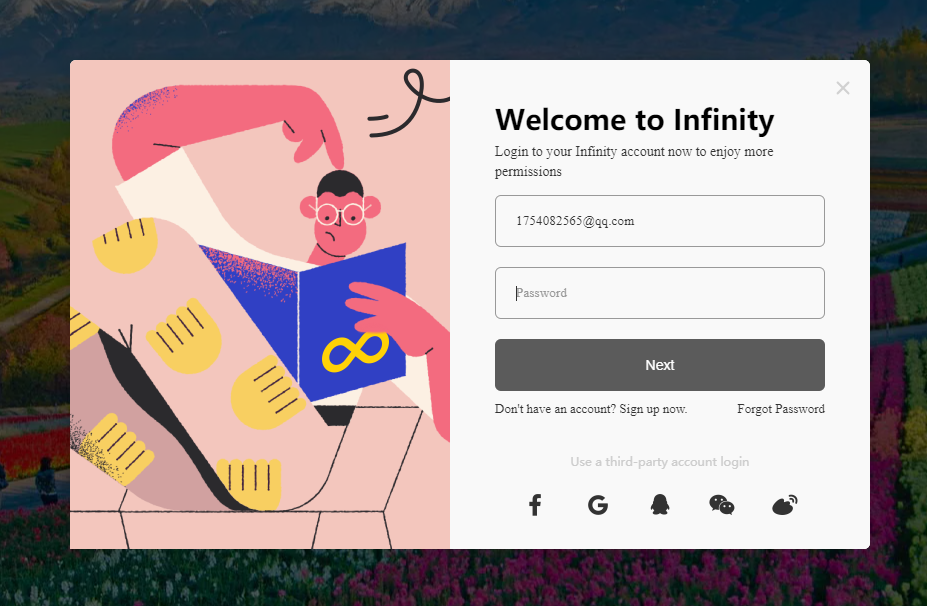 Welcome to Infinity
Login to your Infinity account now to enjoy more
permissions
1754082565@qq.com
Password
Next
Don't have an account? Sign up now.
Forgot Password
Use a third-party account login